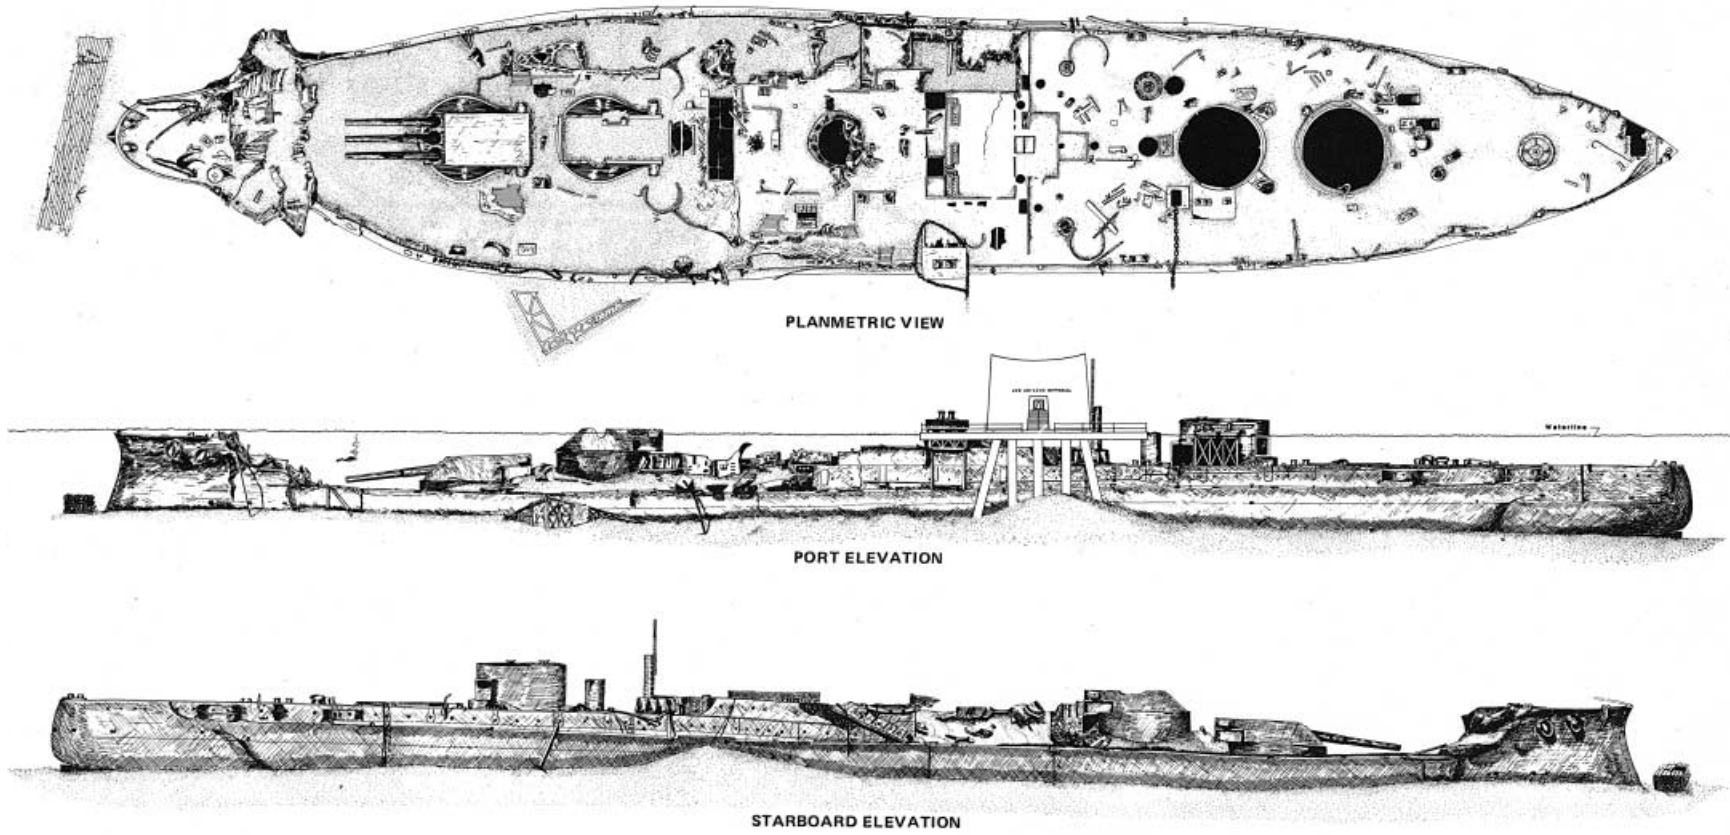 PLANMETRIC VIEW
Waterline
PORT ELEVATION
STARBOARD ELEVATION